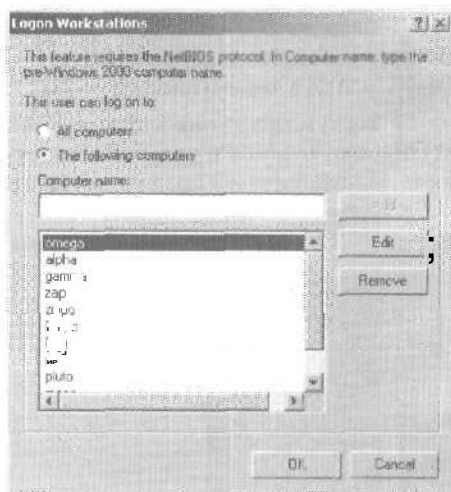 Logon Workstations
This feature requires the NetBIOS protocol. In Computer name, type the
pre-Windows 2000 computer name.
This user can log on to:
All computers
The following computers
Computer name:
omega
Edit
alpha
Remove
zap
pluto
OK
Cancel